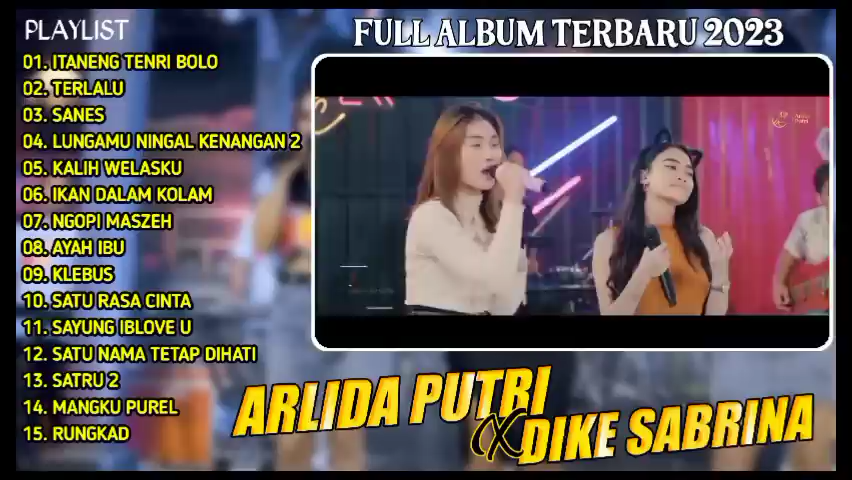 PLAYLIST
01. ITANENG TENRI BOLO
02. TERLALU
03. SANES
04. LUNGAMU NINGAL KENANGAN 2
05. KALIH WELASKU
06. IKAN DALAM KOLAM
07. NGOPI MASZEH
08. AYAH IBU
09. KLEBUS
10. SATU RASA CINTA
11. SAYUNG IBLOVE U
12. SATU NAMA TETAP DIHATI
13. SATRU 2
14. MANGKU PUREL
15. RUNGKAD
FULL ALBUM TERBARU 2023
Arlida
Putri
ARLIDA PUTRI
X DIKE SABRINA